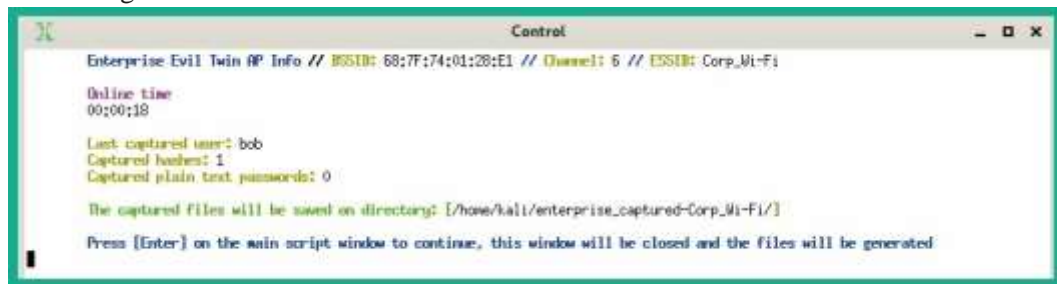 Control
Enterprise Evil Twin AP Info // BSSID: 68:7F:74:01:28:E1 // Channel: 6 // ESSID: Corp_Wi-Fi
Online time
00:00:18
Last captured user: bob
Captured hashes: 1
Captured plain text passwords: 0
The captured files will be saved on directory: [/home/kali/enterprise_captured-Corp_Wi-Fi/]
Press [Enter] on the main script window to continue, this window will be closed and the files will be generated